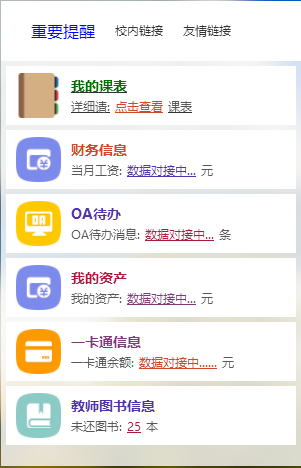 重要提醒 校内链接 友情链接
我的课表
详细请: 点击查看 课表
财务信息
当月工资: 数据对接中... 元
OA待办
OA待办消息: 数据对接中... 条
我的资产
我的资产: 数据对接中... 元
一卡通信息
一卡通余额: 数据对接中...... 元
教师图书信息
未还图书: 25 本